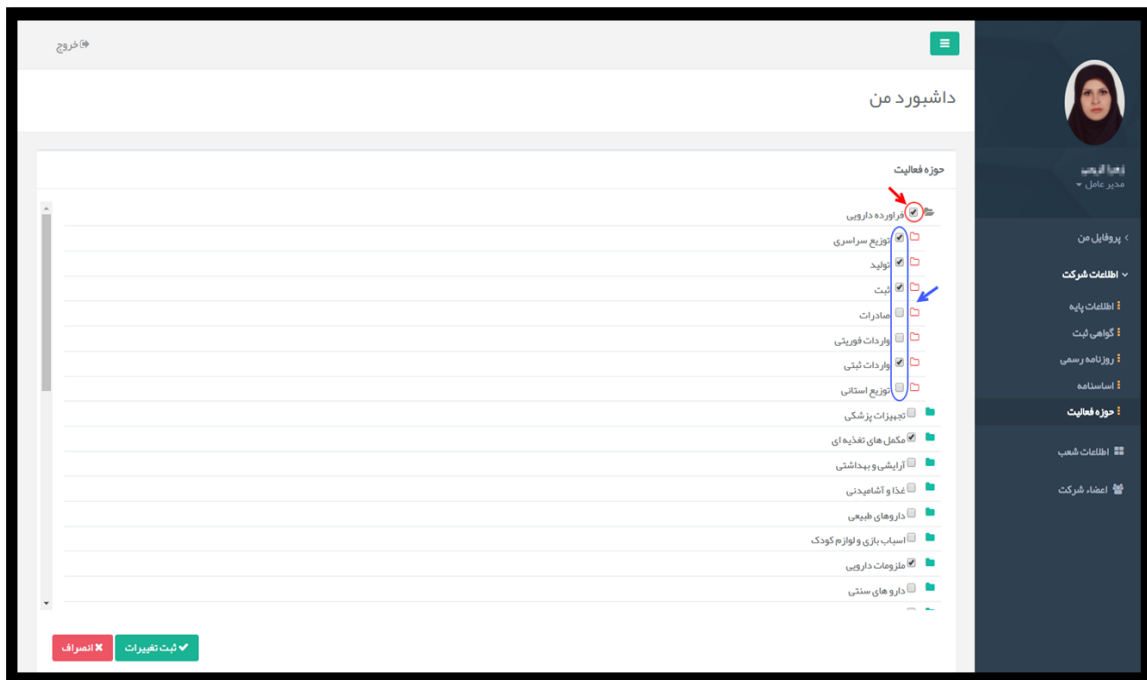 خروج
داشبورد من
حوزه فعالیت
فراورده دارویی
توزیع سراسری
تولید
ثبت
صادرات
واردات فوریتی
واردات ثبتی
توزیع استانی
تجهیزات پزشکی
مکمل های تغذیه ای
آرایشی و بهداشتی
غذا و آشامیدنی
داروهای طبیعی
اسباب بازی و لوازم کودک
ملزومات دارویی
دارو های سنتی
ثبت تغییرات
انصراف
مدیر عامل
پروفایل من
اطلاعات شرکت
اطلاعات پایه
گواهی ثبت
روزنامه رسمی
اساسنامه
حوزه فعالیت
اطلاعات شعب
اعضاء شرکت